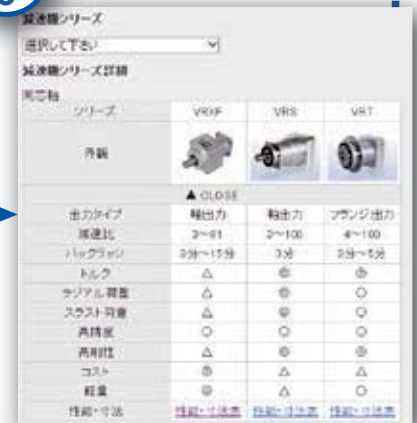 減速機シリーズ
選択して下さい
減速機シリーズ詳細
同芯軸
シリーズ VRXF VRS VRT
外観
▲ CLOSE
出力タイプ 軸出力 軸出力 フランジ出力
減速比 3～81 3～100 4～100
バックラッシ 3分～15分 3分 3分～5分
トルク △ ◎ ◎
ラジアル荷重 △ ◎ ○
スラスト荷重 △ ◎ ○
高精度 ○ ○ ○
高剛性 △ ◎ ◎
コスト ◎ △ △
軽量 ◎ △ ○
性能・寸法 性能・寸法表 性能・寸法表 性能・寸法表